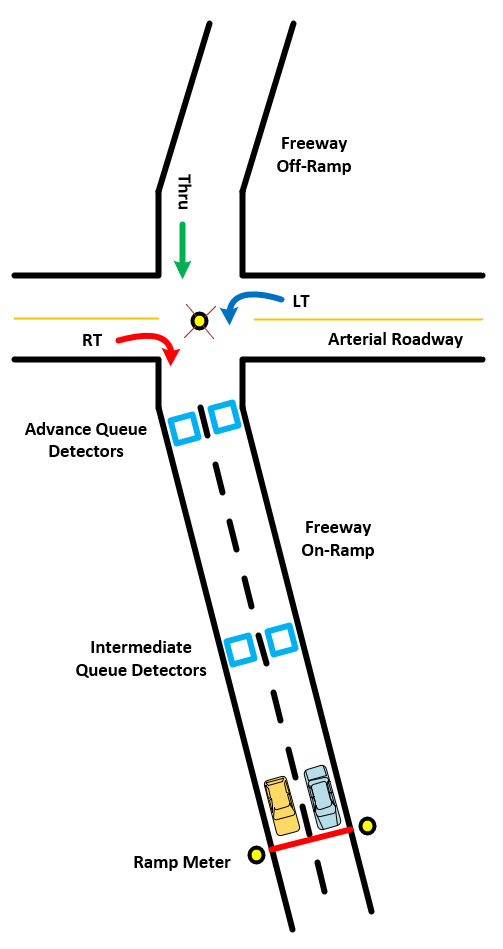 Freeway
Off-Ramp
Thru
LT
RT
Arterial Roadway
Advance Queue
Detectors
Freeway
On-Ramp
Intermediate
Queue Detectors
Ramp Meter